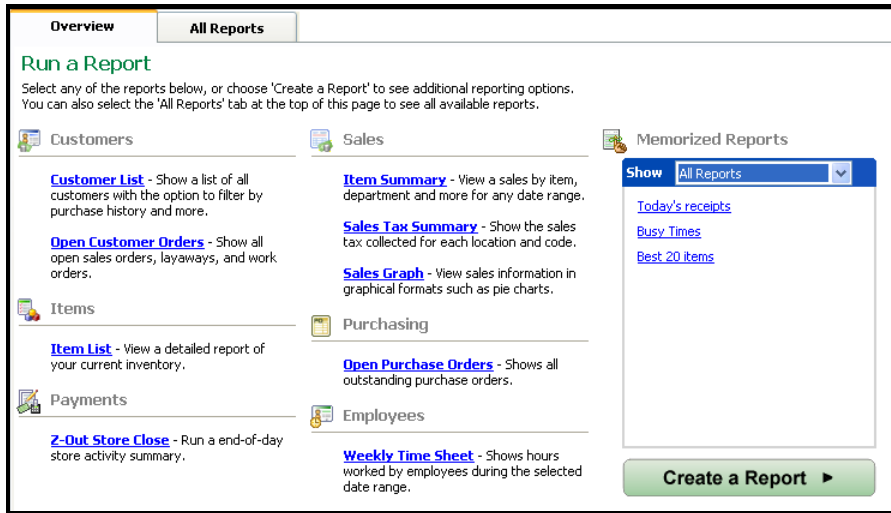 Overview
All Reports
Run a Report
Select any of the reports below, or choose 'Create a Report' to see additional reporting options.
You can also select the 'All Reports' tab at the top of this page to see all available reports.
Customers
Customer List - Show a list of all
customers with the option to filter by
purchase history and more.
Open Customer Orders - Show all
open sales orders, layaways, and work
orders.
Items
Item List - View a detailed report of
your current inventory.
Payments
Z-Out Store Close - Run a end-of-day
store activity summary.
Sales
Item Summary - View a sales by item,
department and more for any date range.
Sales Tax Summary - Show the sales
tax collected for each location and code.
Sales Graph - View sales information in
graphical formats such as pie charts.
Purchasing
Open Purchase Orders - Shows all
outstanding purchase orders.
Employees
Weekly Time Sheet - Shows hours
worked by employees during the selected
date range.
Memorized Reports
Show All Reports
Today's receipts
Busy Times
Best 20 items
Create a Report